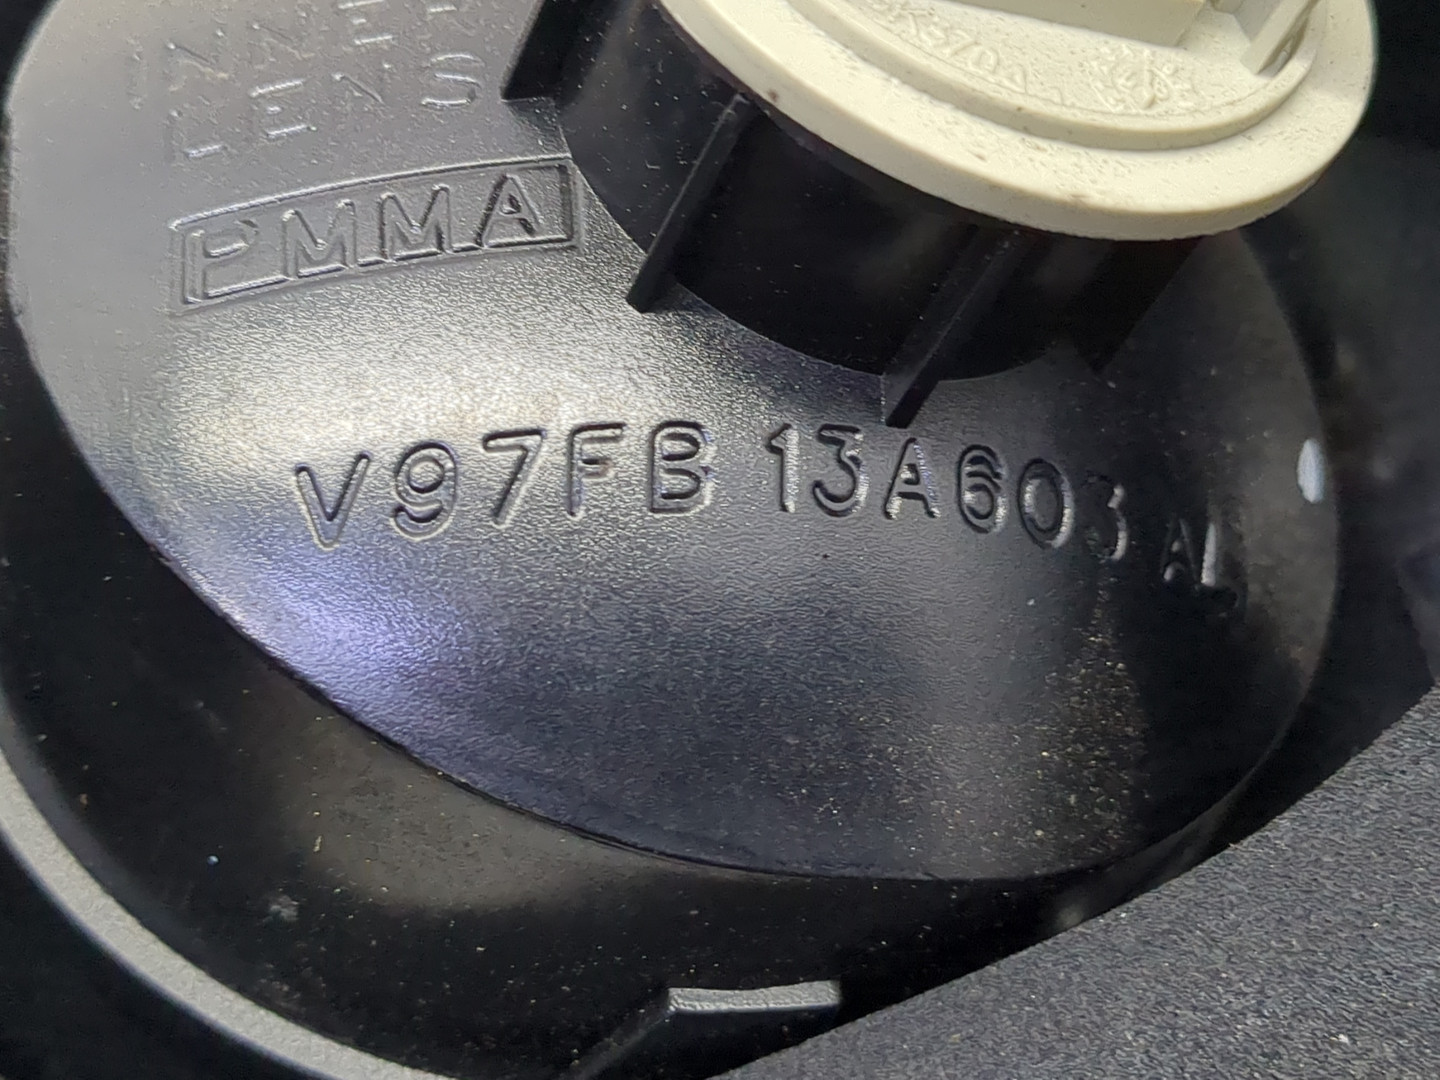 INNER
LENS
PMMA
V97FB 13A603 AL